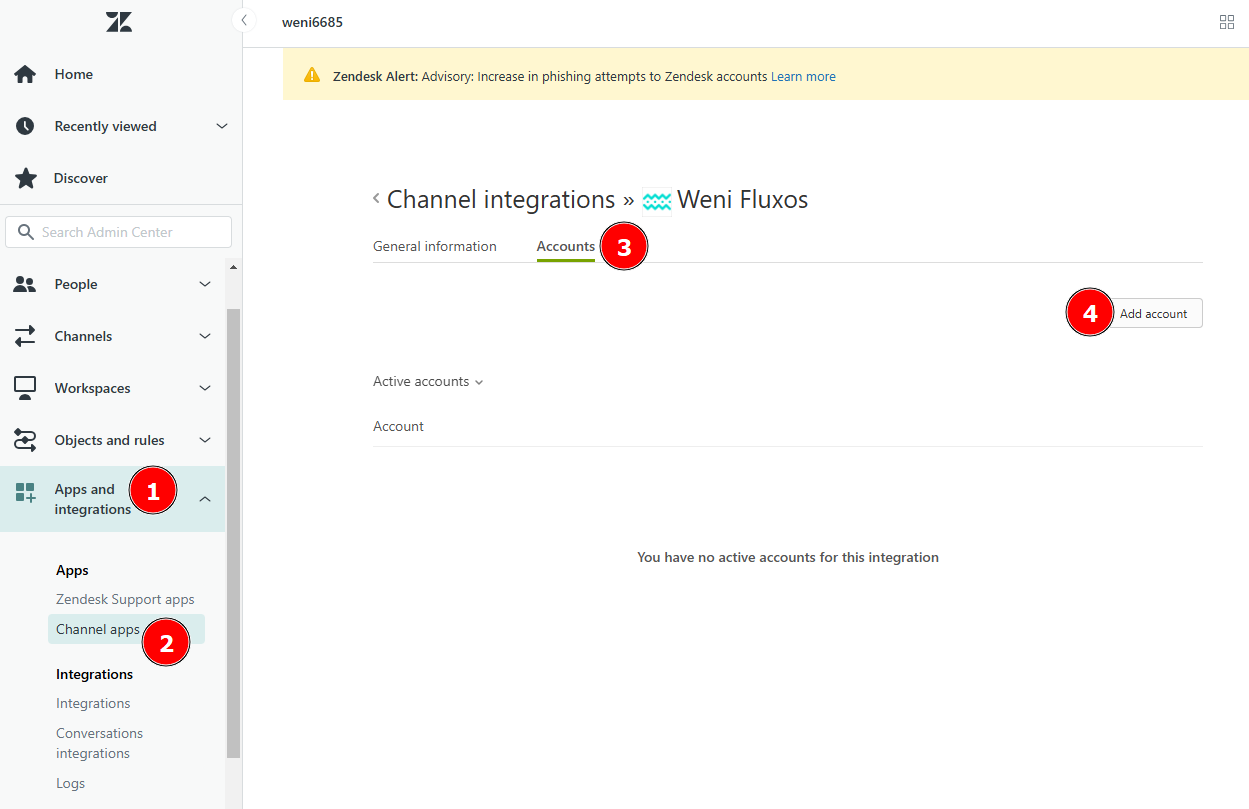 weni6685
Home
Recently viewed
Discover
Search Admin Center
People
Channels
Workspaces
Objects and rules
Apps and
integrations
1
Apps
Zendesk Support apps
Channel apps
2
Integrations
Integrations
Conversations
integrations
Logs
Zendesk Alert: Advisory: Increase in phishing attempts to Zendesk accounts Learn more
Channel integrations » Weni Fluxos
General information
Accounts
3
4
Add account
Active accounts
Account
You have no active accounts for this integration